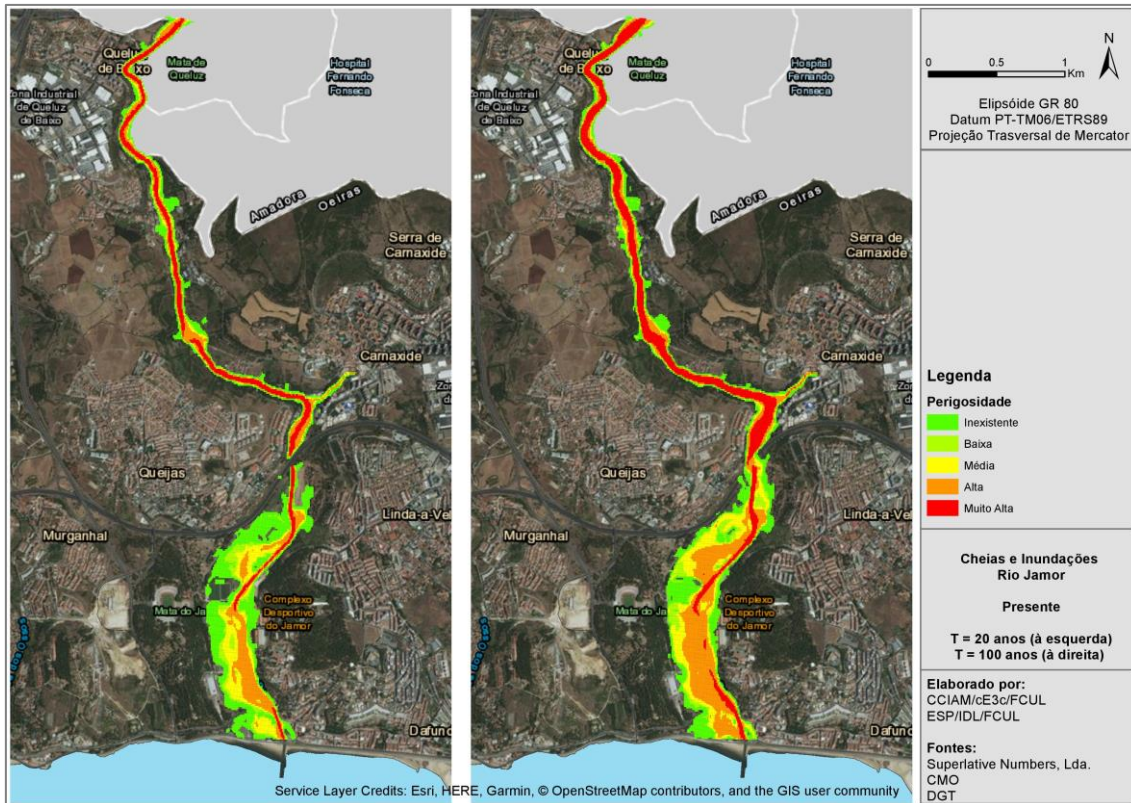 Queluz
de Baixo
Mata de
Queluz
Hospital
Fernando
Fonseca
Zona Industrial
de Queluz
de Baixo
Amadora
Oeiras
Serra de
Carnaxide
Carnaxide
Queijas
Linda-a-Vel
Murganhal
Mata do Ja
Complexo
Desportivo
do Jamor
Dafund
Queluz
de Baixo
Mata de
Queluz
Hospital
Fernando
Fonseca
Zona Industrial
de Queluz
de Baixo
Amadora
Oeiras
Serra de
Carnaxide
Carnaxide
Queijas
Linda-a-Vel
Murganhal
Mata do Ja
Complexo
Desportivo
do Jamor
Dafund
Service Layer Credits: Esri, HERE, Garmin, © OpenStreetMap contributors, and the GIS user community
N
0 0.5 1
Km
Elipsóide GR 80
Datum PT-TM06/ETRS89
Projeção Trasversal de Mercator
Legenda
Perigosidade
Inexistente
Baixa
Média
Alta
Muito Alta
Cheias e Inundações
Rio Jamor
Presente
T = 20 anos (à esquerda)
T = 100 anos (à direita)
Elaborado por:
CCIAM/cE3c/FCUL
ESP/IDL/FCUL
Fontes:
Superlative Numbers, Lda.
CMO
DGT